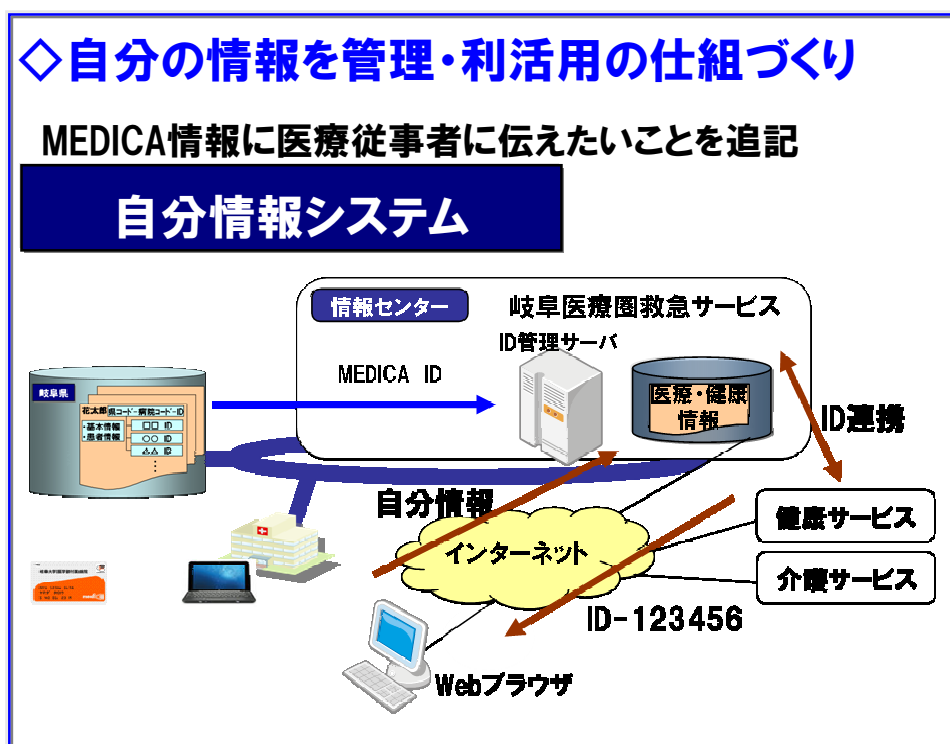 ◇自分の情報を管理・利活用の仕組づくり
MEDICA情報に医療従事者に伝えたいことを追記
自分情報システム
情報センター
岐阜医療圏救急サービス
ID管理サーバ
MEDICA ID
医療・健康
情報
ID連携
岐阜県
花太郎
県コード-病院コード-ID
・基本情報
・患者情報
□□ ID
○○ ID
△△ ID
⋮
自分情報
インターネット
健康サービス
介護サービス
ID-123456
Webブラウザ